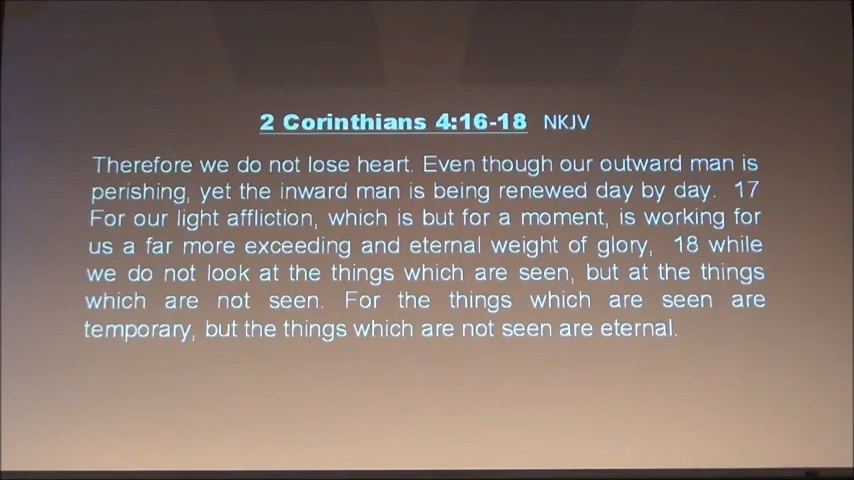 2 Corinthians 4:16-18 NKJV
Therefore we do not lose heart. Even though our outward man is
perishing, yet the inward man is being renewed day by day. 17
For our light affliction, which is but for a moment, is working for
us a far more exceeding and eternal weight of glory, 18 while
we do not look at the things which are seen, but at the things
which are not seen. For the things which are seen are
temporary, but the things which are not seen are eternal.